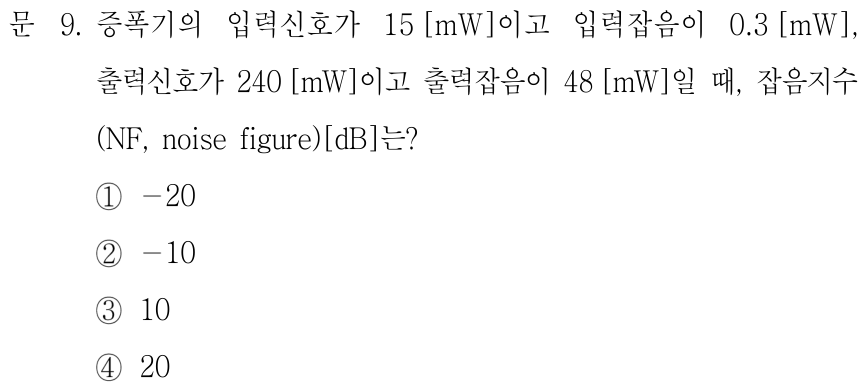 문 9. 증폭기의 입력신호가 15 [mW]이고 입력잡음이 0.3 [mW],
출력신호가 240 [mW]이고 출력잡음이 48 [mW]일 때, 잡음지수
(NF, noise figure)[dB]는?
① －20
② －10
③ 10
④ 20